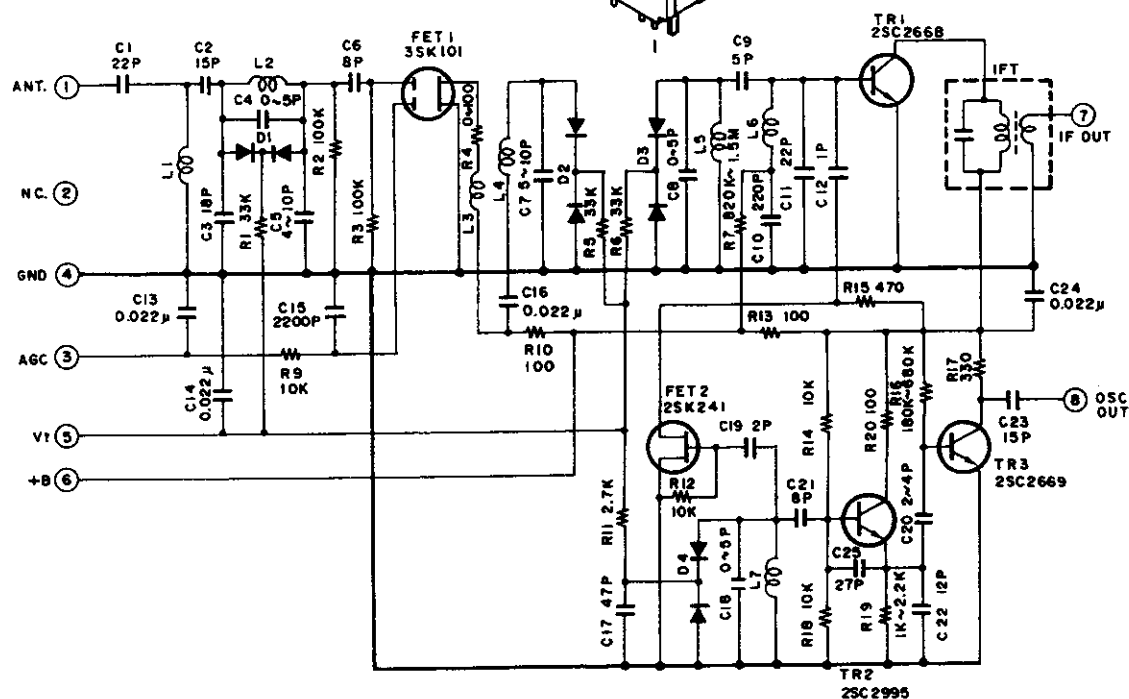 TR1
2SC2668
C1
22P
C2
15P
L2
C6
8P
FET1
3SK101
C9
5P
IFT
ANT. 1
C4 0~5P
D1
R2 100K
L1
0~100
R4
L3
L4
C7 5~10P
D2
D3
C8 0~5P
L5
L6
820K~1.5M
R7
220P
C10
22P
C11
1P
C12
7
IF OUT
NC. 2
C3 18P
R1 33K
C5
4~10P
R3 100K
R5 33K
R6 33K
GND 4
C13
0.022μ
C15
2200P
C16
0.022μ
R15 470
C24
0.022μ
R13 100
AGC 3
R9
10K
R10
100
C14
0.022μ
FET2
2SK241
C19 2P
10K
R14
R20 100
R16
180K~680K
R17
330
8 OSC
OUT
C23
15P
Vt 5
+B 6
TR3
2SC2669
R12
10K
C21
8P
R11 2.7K
D4
0~5P
C18
L7
C20 2~4P
C25
27P
C17 47P
R18 10K
R19
1K~2.2K
C22 12P
TR2
2SC2995